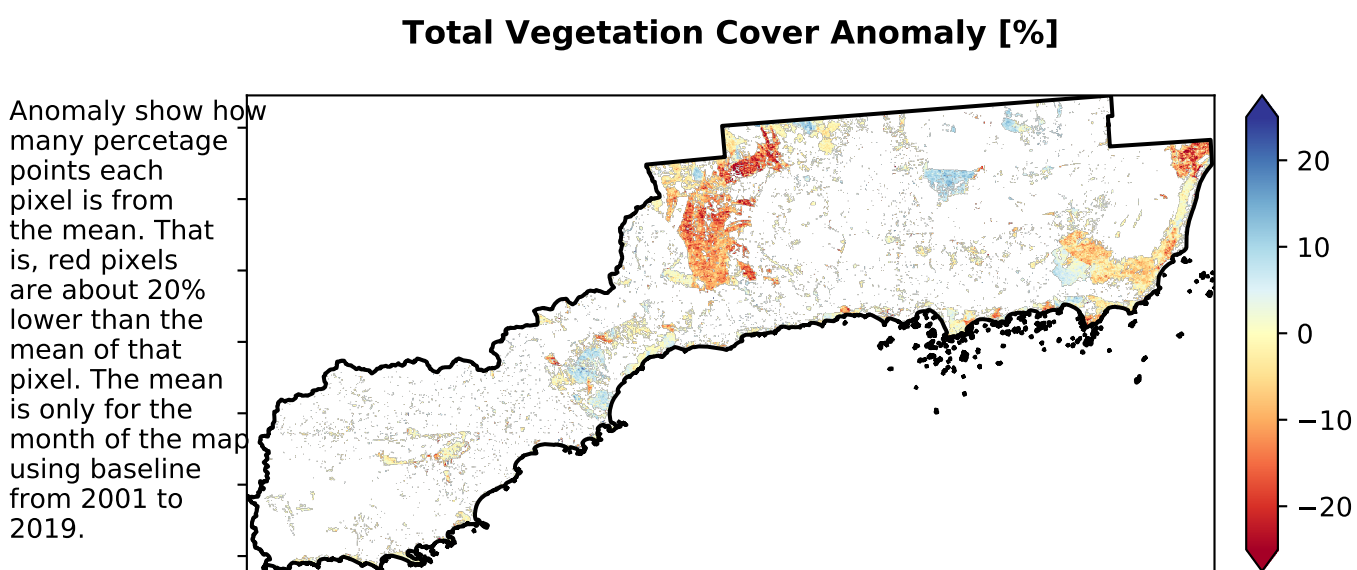 Total Vegetation Cover Anomaly [%]
Anomaly show how
many percetage
points each
pixel is from
the mean. That
is, red pixels
are about 20%
lower than the
mean of that
pixel. The mean
is only for the
month of the map
using baseline
from 2001 to
2019.
20
10
0
−10
−20